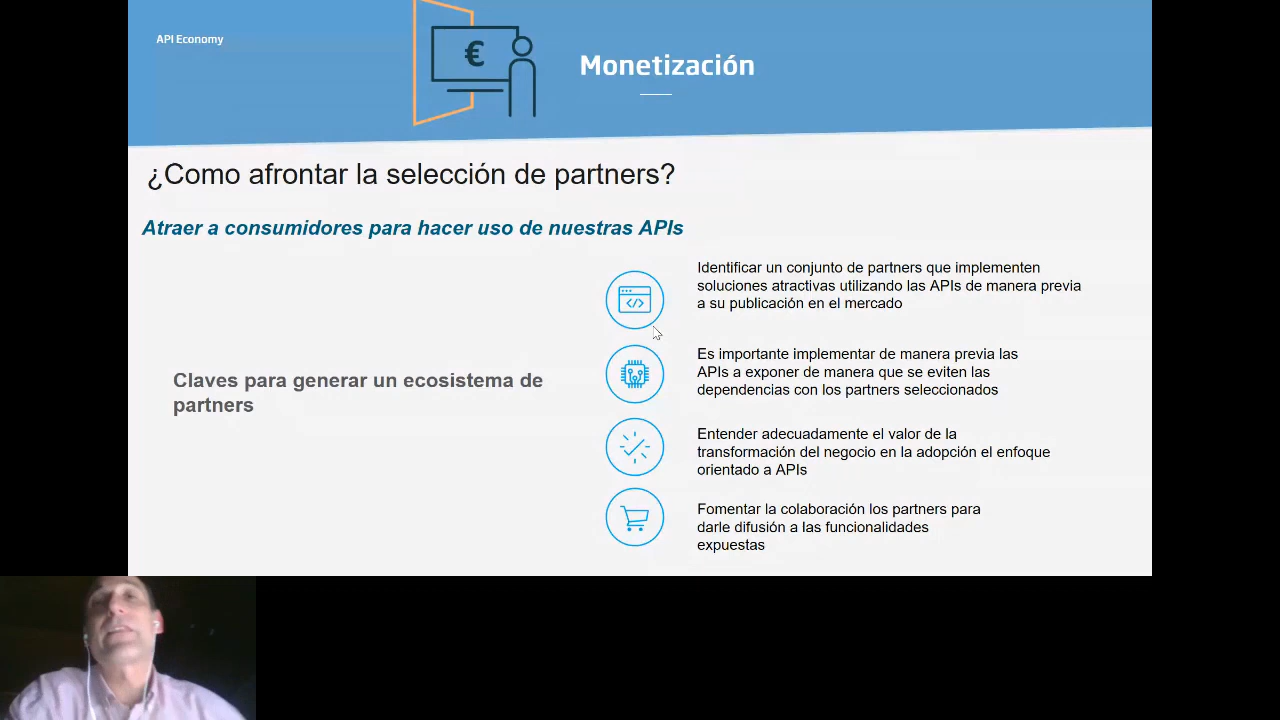 API Economy
€
Monetización
¿Como afrontar la selección de partners?
Atraer a consumidores para hacer uso de nuestras APIs
Claves para generar un ecosistema de
partners
Identificar un conjunto de partners que implementen
soluciones atractivas utilizando las APIs de manera previa
a su publicación en el mercado
Es importante implementar de manera previa las
APIs a exponer de manera que se eviten las
dependencias con los partners seleccionados
Entender adecuadamente el valor de la
transformación del negocio en la adopción el enfoque
orientado a APIs
Fomentar la colaboración los partners para
darle difusión a las funcionalidades
expuestas